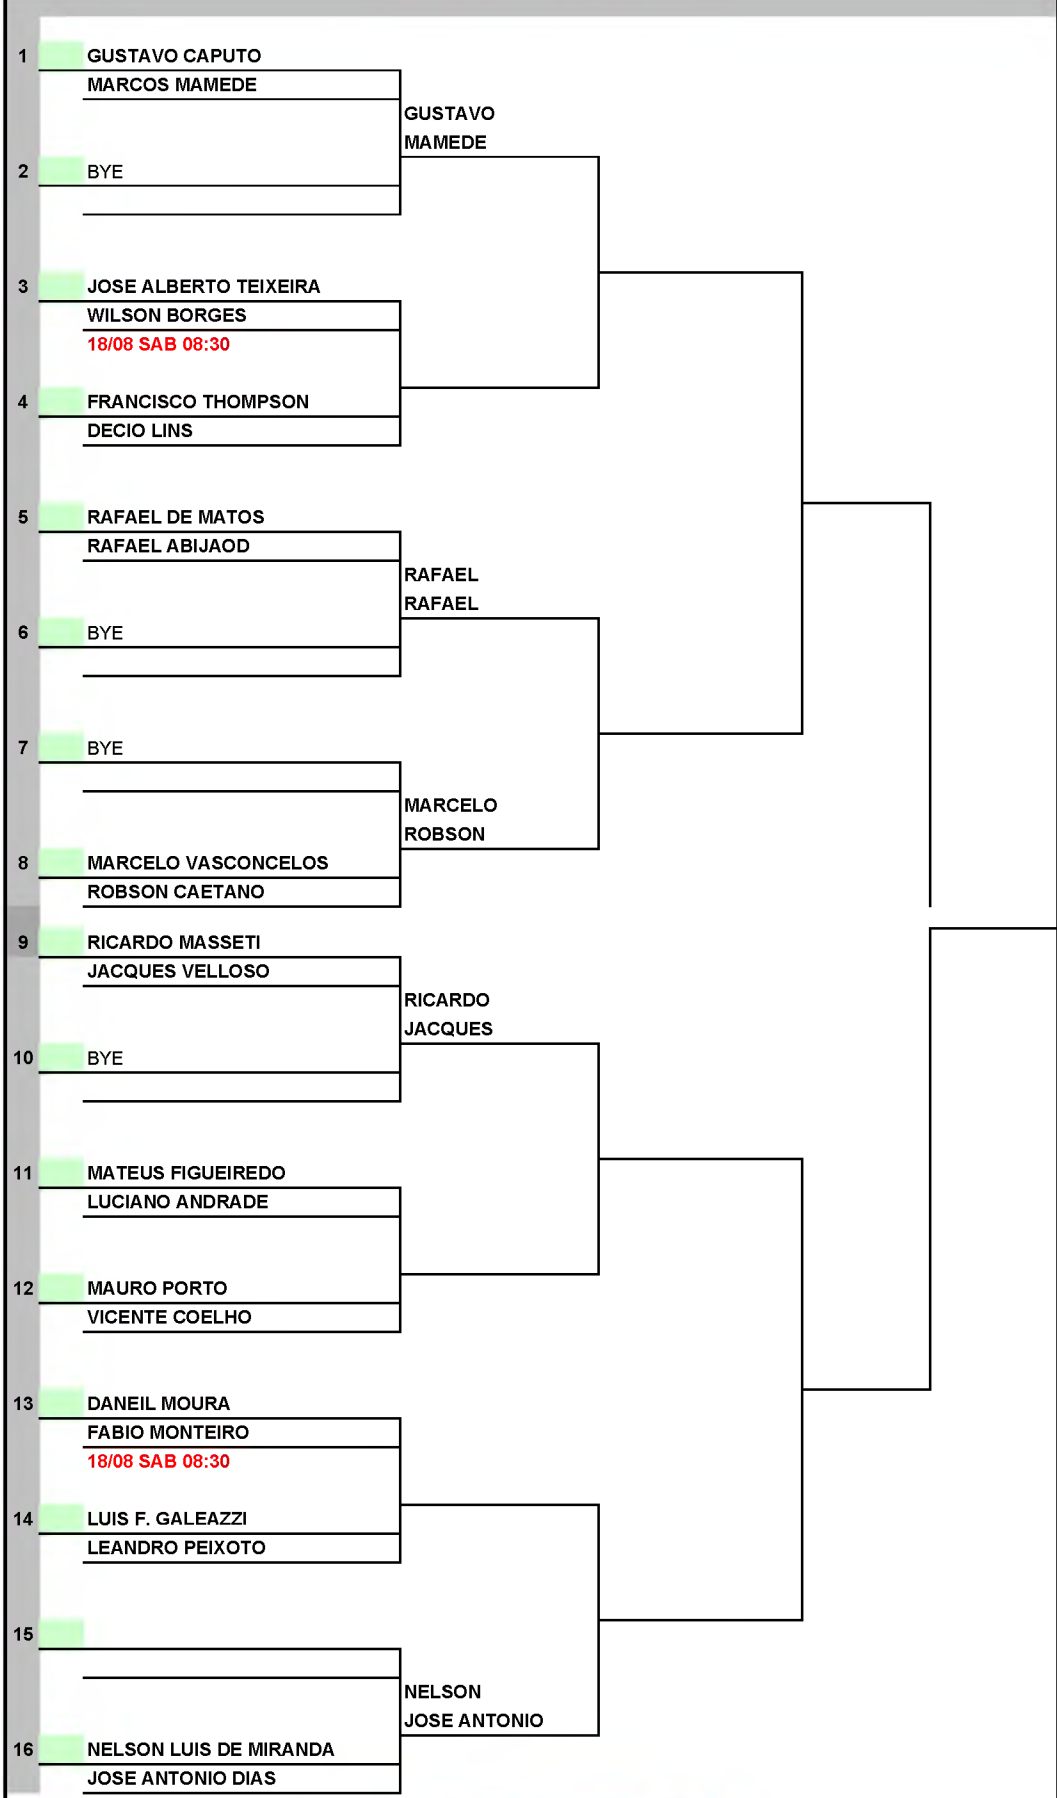 1 GUSTAVO CAPUTO
MARCOS MAMEDE
GUSTAVO
MAMEDE
2 BYE
3 JOSE ALBERTO TEIXEIRA
WILSON BORGES
18/08 SAB 08:30
4 FRANCISCO THOMPSON
DECIO LINS
5 RAFAEL DE MATOS
RAFAEL ABIJAOD
RAFAEL
RAFAEL
6 BYE
7 BYE
MARCELO
ROBSON
8 MARCELO VASCONCELOS
ROBSON CAETANO
9 RICARDO MASSETI
JACQUES VELLOSO
RICARDO
JACQUES
10 BYE
11 MATEUS FIGUEIREDO
LUCIANO ANDRADE
12 MAURO PORTO
VICENTE COELHO
13 DANEIL MOURA
FABIO MONTEIRO
18/08 SAB 08:30
14 LUIS F. GALEAZZI
LEANDRO PEIXOTO
15
NELSON
JOSE ANTONIO
16 NELSON LUIS DE MIRANDA
JOSE ANTONIO DIAS